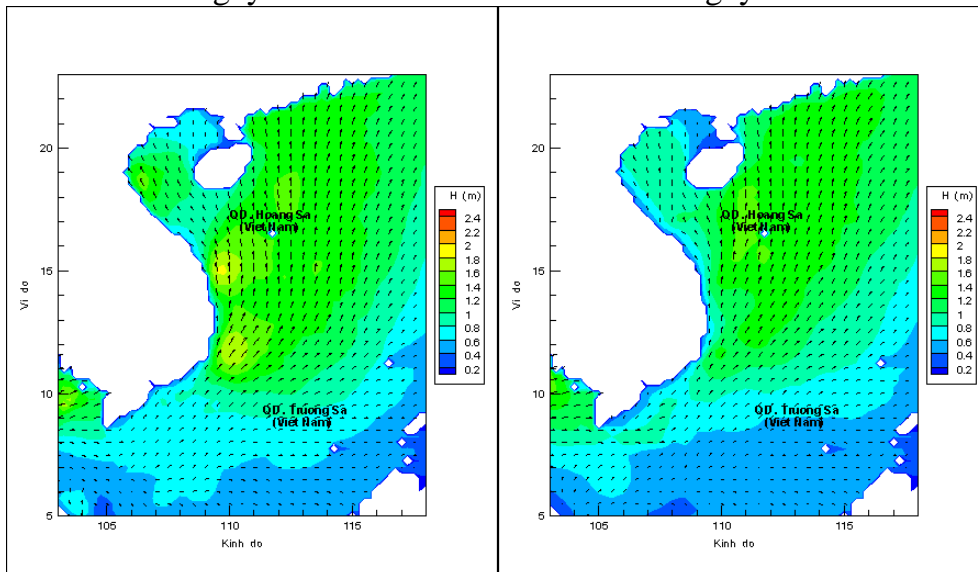 20
15
10
5
Vi do
105
110
115
Kinh do
QD. Hoang Sa
(Viet Nam)
QD. Truong Sa
(Viet Nam)
H (m)
2.4
2.2
2
1.8
1.6
1.4
1.2
1
0.8
0.6
0.4
0.2
20
15
10
5
Vi do
105
110
115
Kinh do
QD. Hoang Sa
(Viet Nam)
QD. Truong Sa
(Viet Nam)
H (m)
2.4
2.2
2
1.8
1.6
1.4
1.2
1
0.8
0.6
0.4
0.2